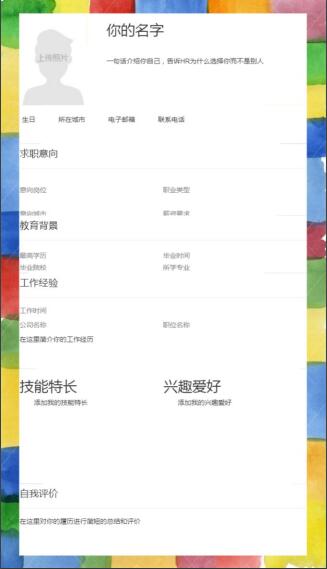 你的名字
上传照片
一句话介绍你自己，告诉HR为什么选择你而不是别人
生日 所在城市 电子邮箱 联系电话
求职意向
意向岗位 职业类型
意向城市 薪资要求
教育背景
最高学历 毕业时间
毕业院校 所学专业
工作经验
工作时间
公司名称 职位名称
在这里简介你的工作经历
技能特长 兴趣爱好
添加我的技能特长 添加我的兴趣爱好
自我评价
在这里对你的履历进行简短的总结和评价